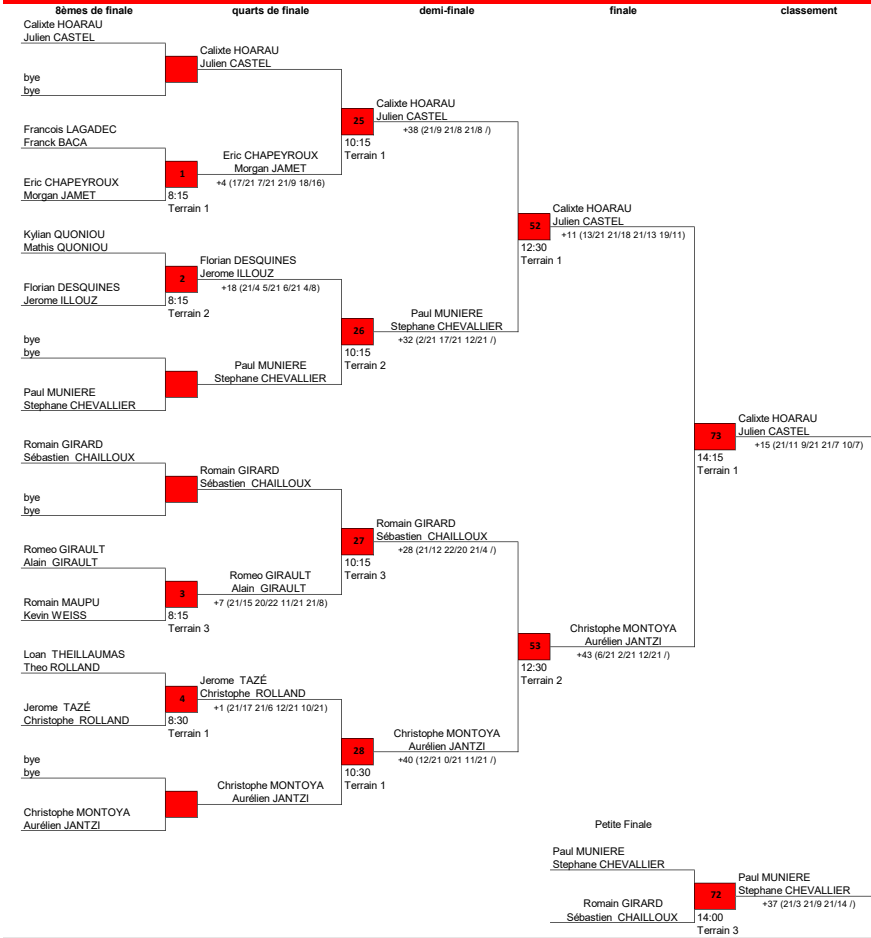 8èmes de finale
quarts de finale
demi-finale
finale
classement
Calixte HOARAU
Julien CASTEL
bye
bye
Francois LAGADEC
Franck BACA
1
Eric CHAPEYROUX
Morgan JAMET
8:15
Terrain 1
Kylian QUONIOU
Mathis QUONIOU
2
Florian DESQUINES
Jerome ILLOUZ
8:15
Terrain 2
bye
bye
Paul MUNIERE
Stephane CHEVALLIER
Romain GIRARD
Sébastien CHAILLOUX
bye
bye
Romeo GIRAULT
Alain GIRAULT
3
Romain MAUPU
Kevin WEISS
8:15
Terrain 3
Loan THEILLAUMAS
Theo ROLLAND
4
Jerome TAZÉ
Christophe ROLLAND
8:30
Terrain 1
bye
bye
Christophe MONTOYA
Aurélien JANTZI
Calixte HOARAU
Julien CASTEL
25
10:15
Terrain 1
Eric CHAPEYROUX
Morgan JAMET
+4 (17/21 7/21 21/9 18/16)
Florian DESQUINES
Jerome ILLOUZ
+18 (21/4 5/21 6/21 4/8)
26
10:15
Terrain 2
Paul MUNIERE
Stephane CHEVALLIER
Romain GIRARD
Sébastien CHAILLOUX
27
10:15
Terrain 3
Romeo GIRAULT
Alain GIRAULT
+7 (21/15 20/22 11/21 21/8)
Jerome TAZÉ
Christophe ROLLAND
+1 (21/17 21/6 12/21 10/21)
28
10:30
Terrain 1
Christophe MONTOYA
Aurélien JANTZI
Calixte HOARAU
Julien CASTEL
+38 (21/9 21/8 21/8 /)
52
12:30
Terrain 1
Paul MUNIERE
Stephane CHEVALLIER
+32 (2/21 17/21 12/21 /)
Romain GIRARD
Sébastien CHAILLOUX
+28 (21/12 22/20 21/4 /)
53
12:30
Terrain 2
Christophe MONTOYA
Aurélien JANTZI
+40 (12/21 0/21 11/21 /)
Calixte HOARAU
Julien CASTEL
+11 (13/21 21/18 21/13 19/11)
73
14:15
Terrain 1
Christophe MONTOYA
Aurélien JANTZI
+43 (6/21 2/21 12/21 /)
Calixte HOARAU
Julien CASTEL
+15 (21/11 9/21 21/7 10/7)
Petite Finale
Paul MUNIERE
Stephane CHEVALLIER
72
Romain GIRARD
Sébastien CHAILLOUX
14:00
Terrain 3
Paul MUNIERE
Stephane CHEVALLIER
+37 (21/3 21/9 21/14 /)